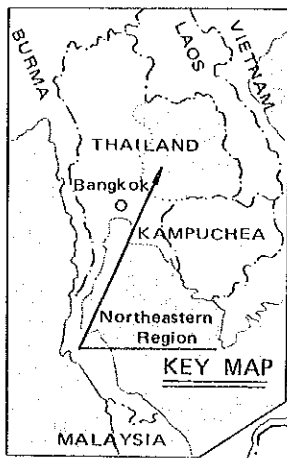 BURMA
LAOS
VIETNAM
THAILAND
Bangkok
KAMPUCHEA
Northeastern
Region
KEY MAP
MALAYSIA